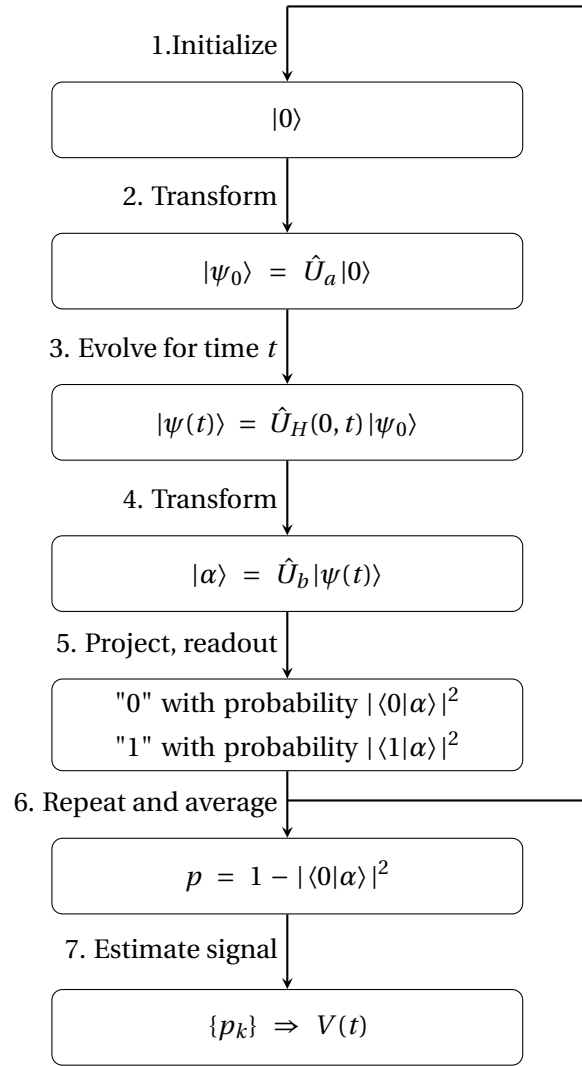 1.Initialize
|0⟩
2. Transform
|ψ₀⟩ = Û_a|0⟩
3. Evolve for time t
|ψ(t)⟩ = Û_H(0, t)|ψ₀⟩
4. Transform
|α⟩ = Û_b|ψ(t)⟩
5. Project, readout
"0" with probability |⟨0|α⟩|²
"1" with probability |⟨1|α⟩|²
6. Repeat and average
p = 1 − |⟨0|α⟩|²
7. Estimate signal
{p_k} ⇒ V(t)